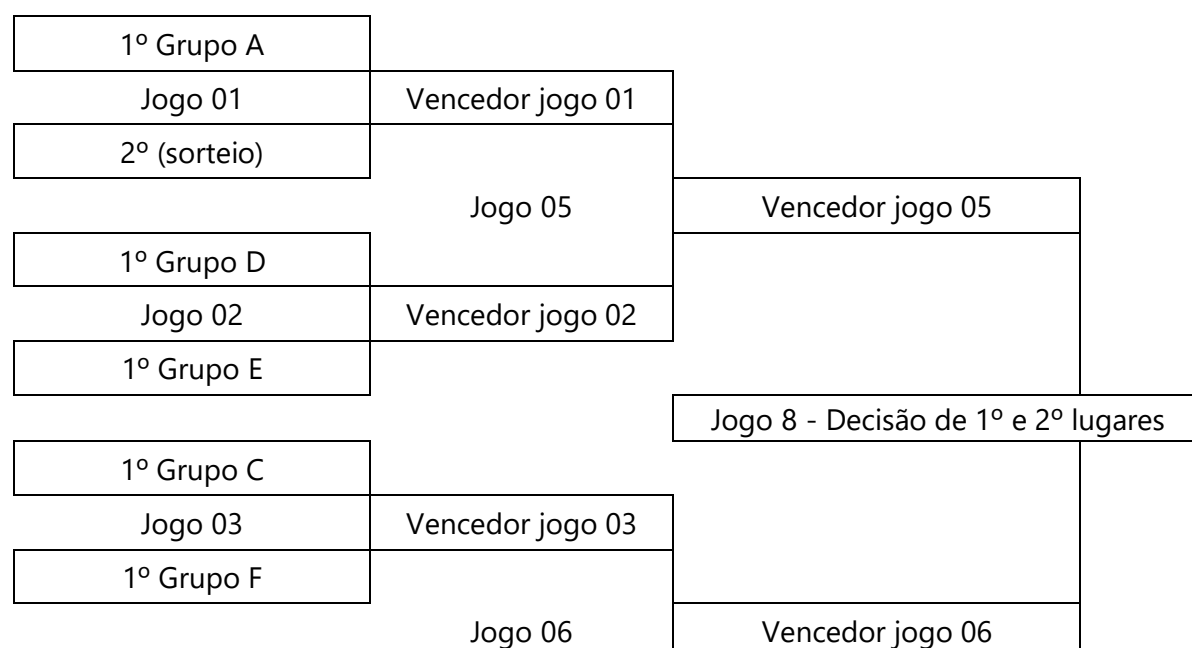 1º Grupo A
Jogo 01
Vencedor jogo 01
2º (sorteio)
Jogo 05
Vencedor jogo 05
1º Grupo D
Jogo 02
Vencedor jogo 02
1º Grupo E
Jogo 8 - Decisão de 1º e 2º lugares
1º Grupo C
Jogo 03
Vencedor jogo 03
1º Grupo F
Jogo 06
Vencedor jogo 06